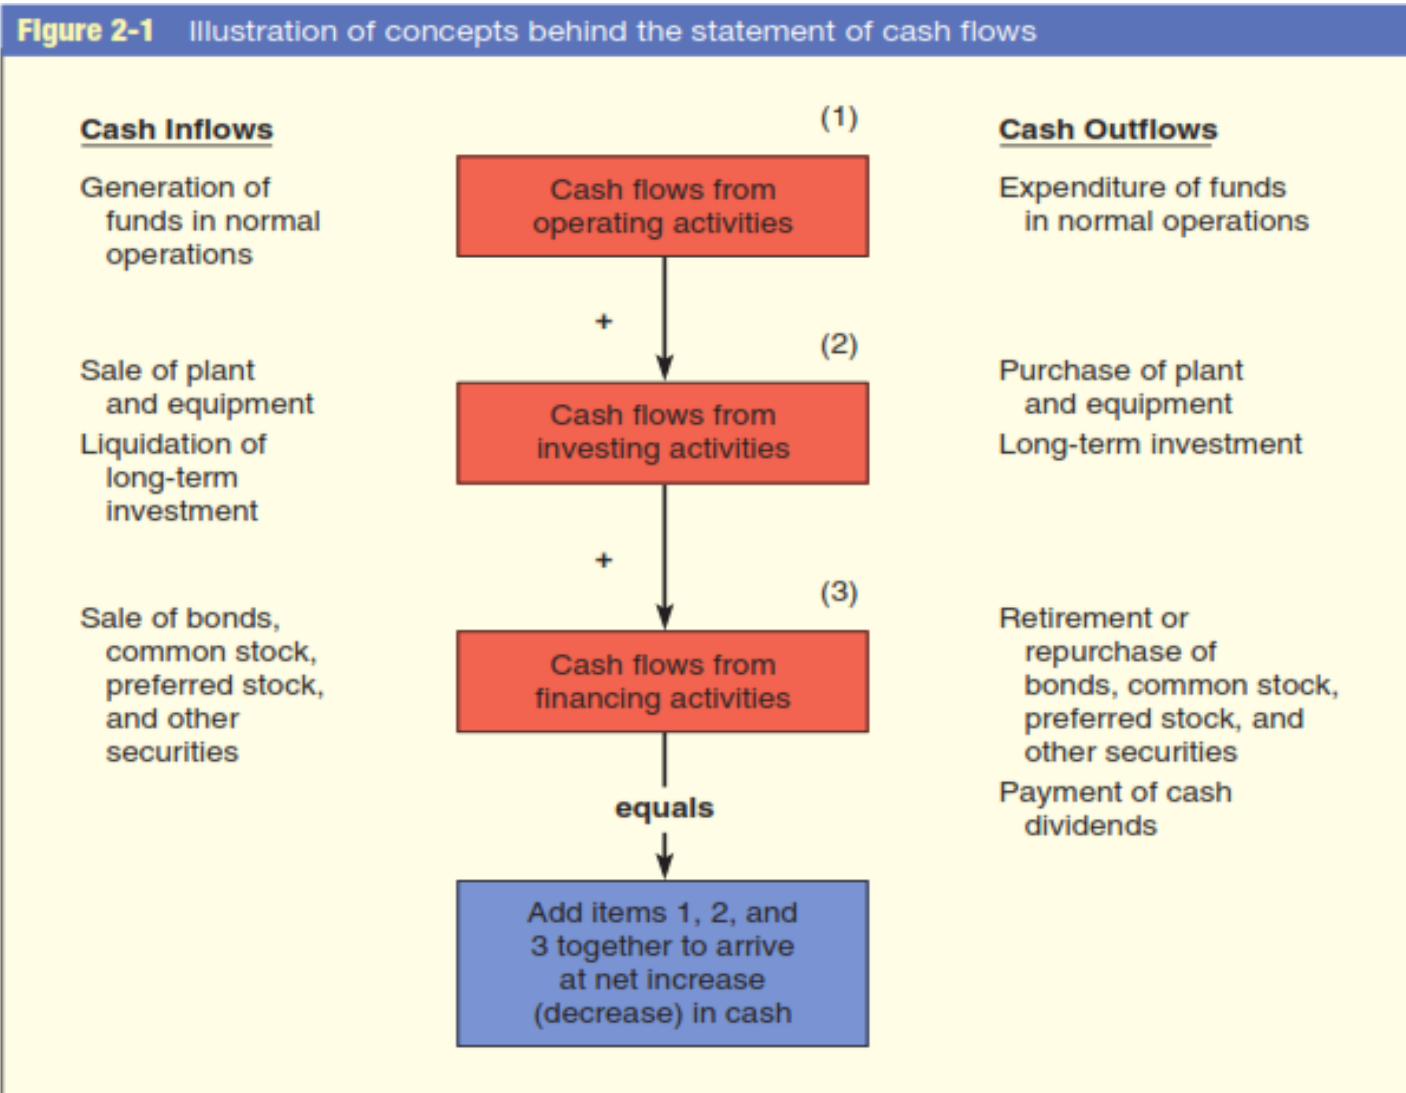 Figure 2-1 Illustration of concepts behind the statement of cash flows
Cash Inflows
(1)
Cash Outflows
Generation of
funds in normal
operations
Cash flows from
operating activities
Expenditure of funds
in normal operations
+
(2)
Sale of plant
and equipment
Liquidation of
long-term
investment
Cash flows from
investing activities
Purchase of plant
and equipment
Long-term investment
+
(3)
Sale of bonds,
common stock,
preferred stock,
and other
securities
Cash flows from
financing activities
Retirement or
repurchase of
bonds, common stock,
preferred stock, and
other securities
Payment of cash
dividends
equals
Add items 1, 2, and
3 together to arrive
at net increase
(decrease) in cash